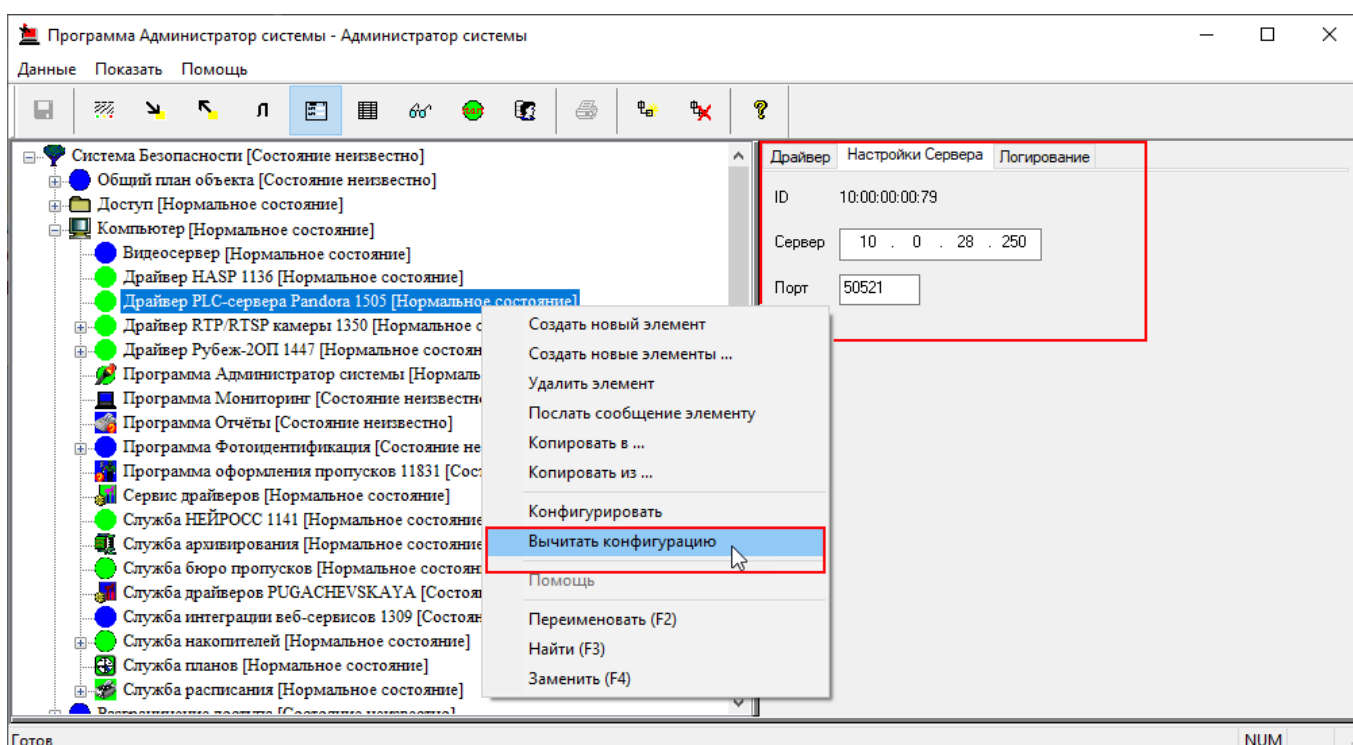 Программа Администратор системы - Администратор системы
Данные Показать Помощь
Л
Система Безопасности [Состояние неизвестно]
Общий план объекта [Состояние неизвестно]
Доступ [Нормальное состояние]
Компьютер [Нормальное состояние]
Видеосервер [Нормальное состояние]
Драйвер HASP 1136 [Нормальное состояние]
Драйвер PLC-сервера Pandora 1505 [Нормальное состояние]
Драйвер RTP/RTSP камеры 1350 [Нормальное с
Драйвер Рубеж-2ОП 1447 [Нормальное состоян
Программа Администратор системы [Нормаль
Программа Мониторинг [Состояние неизвестн
Программа Отчёты [Состояние неизвестно]
Программа Фотоидентификация [Состояние не
Программа оформления пропусков 11831 [Сос
Сервис драйверов [Нормальное состояние]
Служба НЕЙРОСС 1141 [Нормальное состояние
Служба архивирования [Нормальное состояние
Служба бюро пропусков [Нормальное состоян
Служба драйверов PUGACHEVSKAYA [Состоя
Служба интеграции веб-сервисов 1309 [Состоян
Служба накопителей [Нормальное состояние]
Служба планов [Нормальное состояние]
Служба расписания [Нормальное состояние]
Создать новый элемент
Создать новые элементы ...
Удалить элемент
Послать сообщение элементу
Копировать в ...
Копировать из ...
Конфигурировать
Вычитать конфигурацию
Помощь
Переименовать (F2)
Найти (F3)
Заменить (F4)
Драйвер Настройки Сервера Логирование
ID 10:00:00:00:79
Сервер 10 . 0 . 28 . 250
Порт 50521
Готов NUM